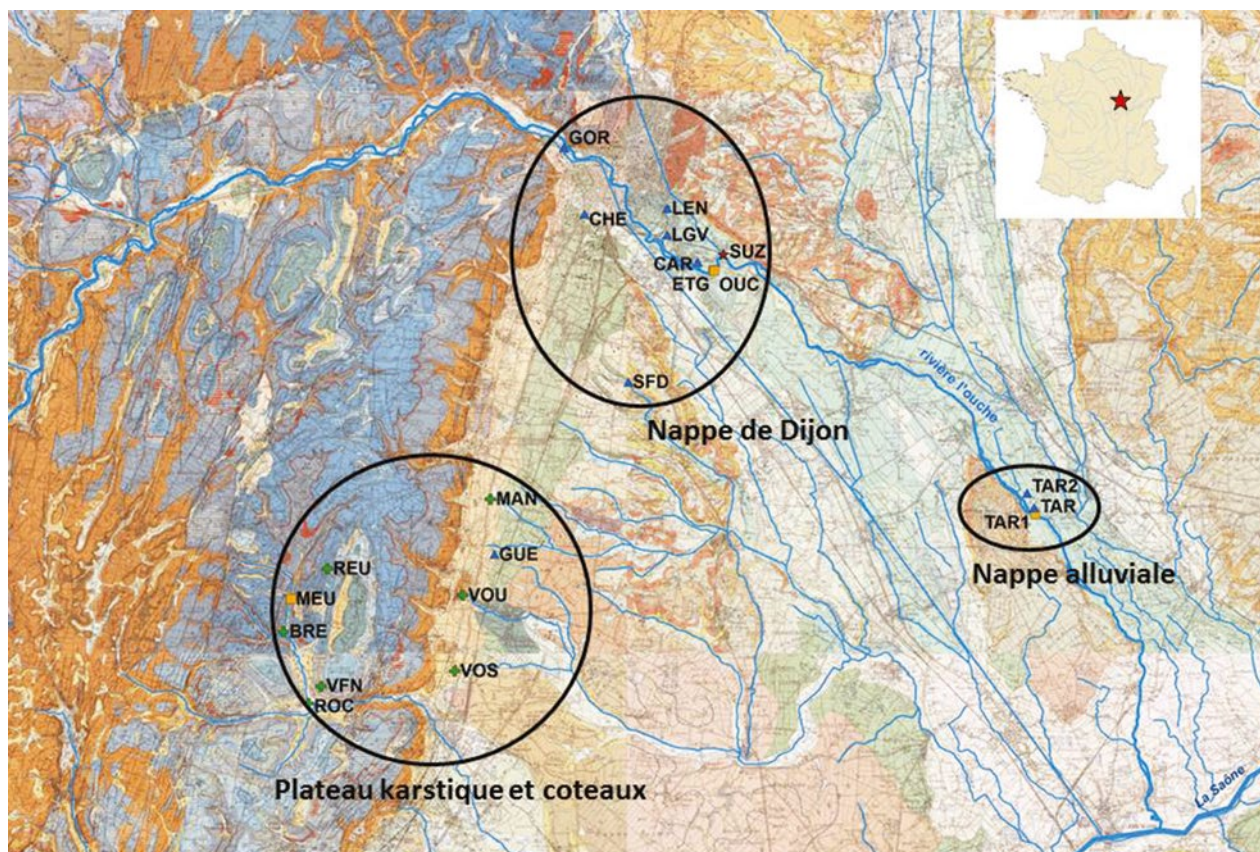 GOR
CHE
LEN
LGV
SUZ
CAR
ETG
OUC
SFD
Nappe de Dijon
rivière l'ouche
MAN
TAR2
TAR
TAR1
GUE
Nappe alluviale
REU
MEU
VOU
BRE
VOS
VFN
ROC
Plateau karstique et coteaux
La Saône